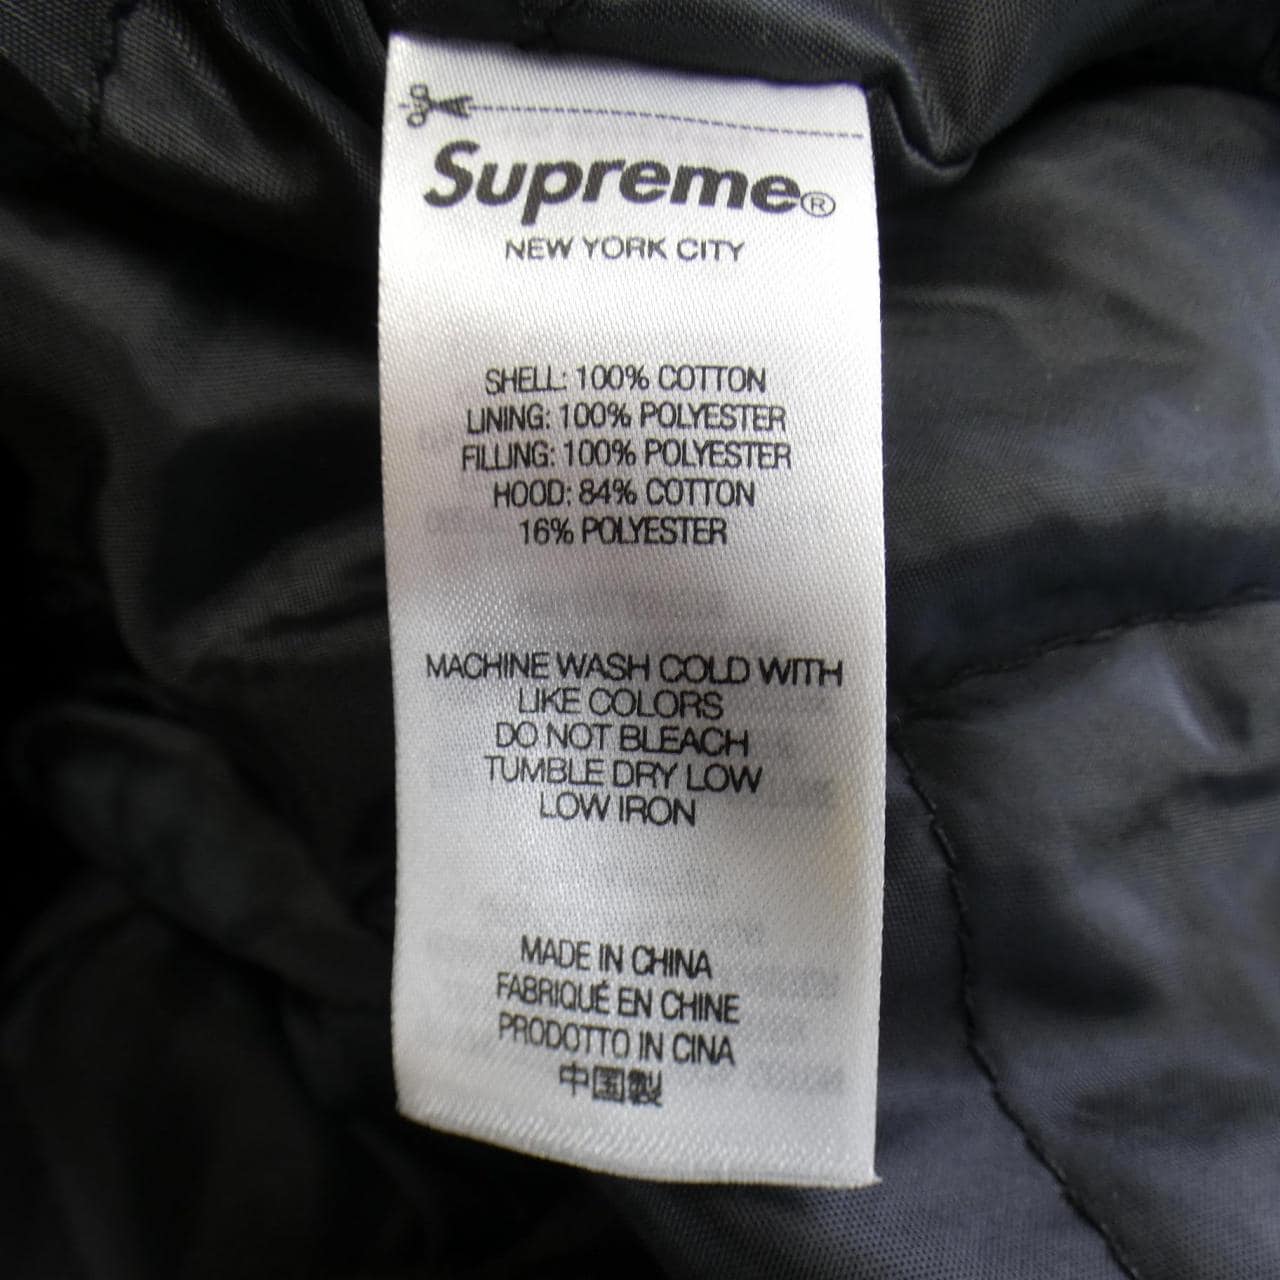 Supreme®
NEW YORK CITY
SHELL: 100% COTTON
LINING: 100% POLYESTER
FILLING: 100% POLYESTER
HOOD: 84% COTTON
16% POLYESTER
MACHINE WASH COLD WITH
LIKE COLORS
DO NOT BLEACH
TUMBLE DRY LOW
LOW IRON
MADE IN CHINA
FABRIQUÉ EN CHINE
PRODOTTO IN CINA
中国製